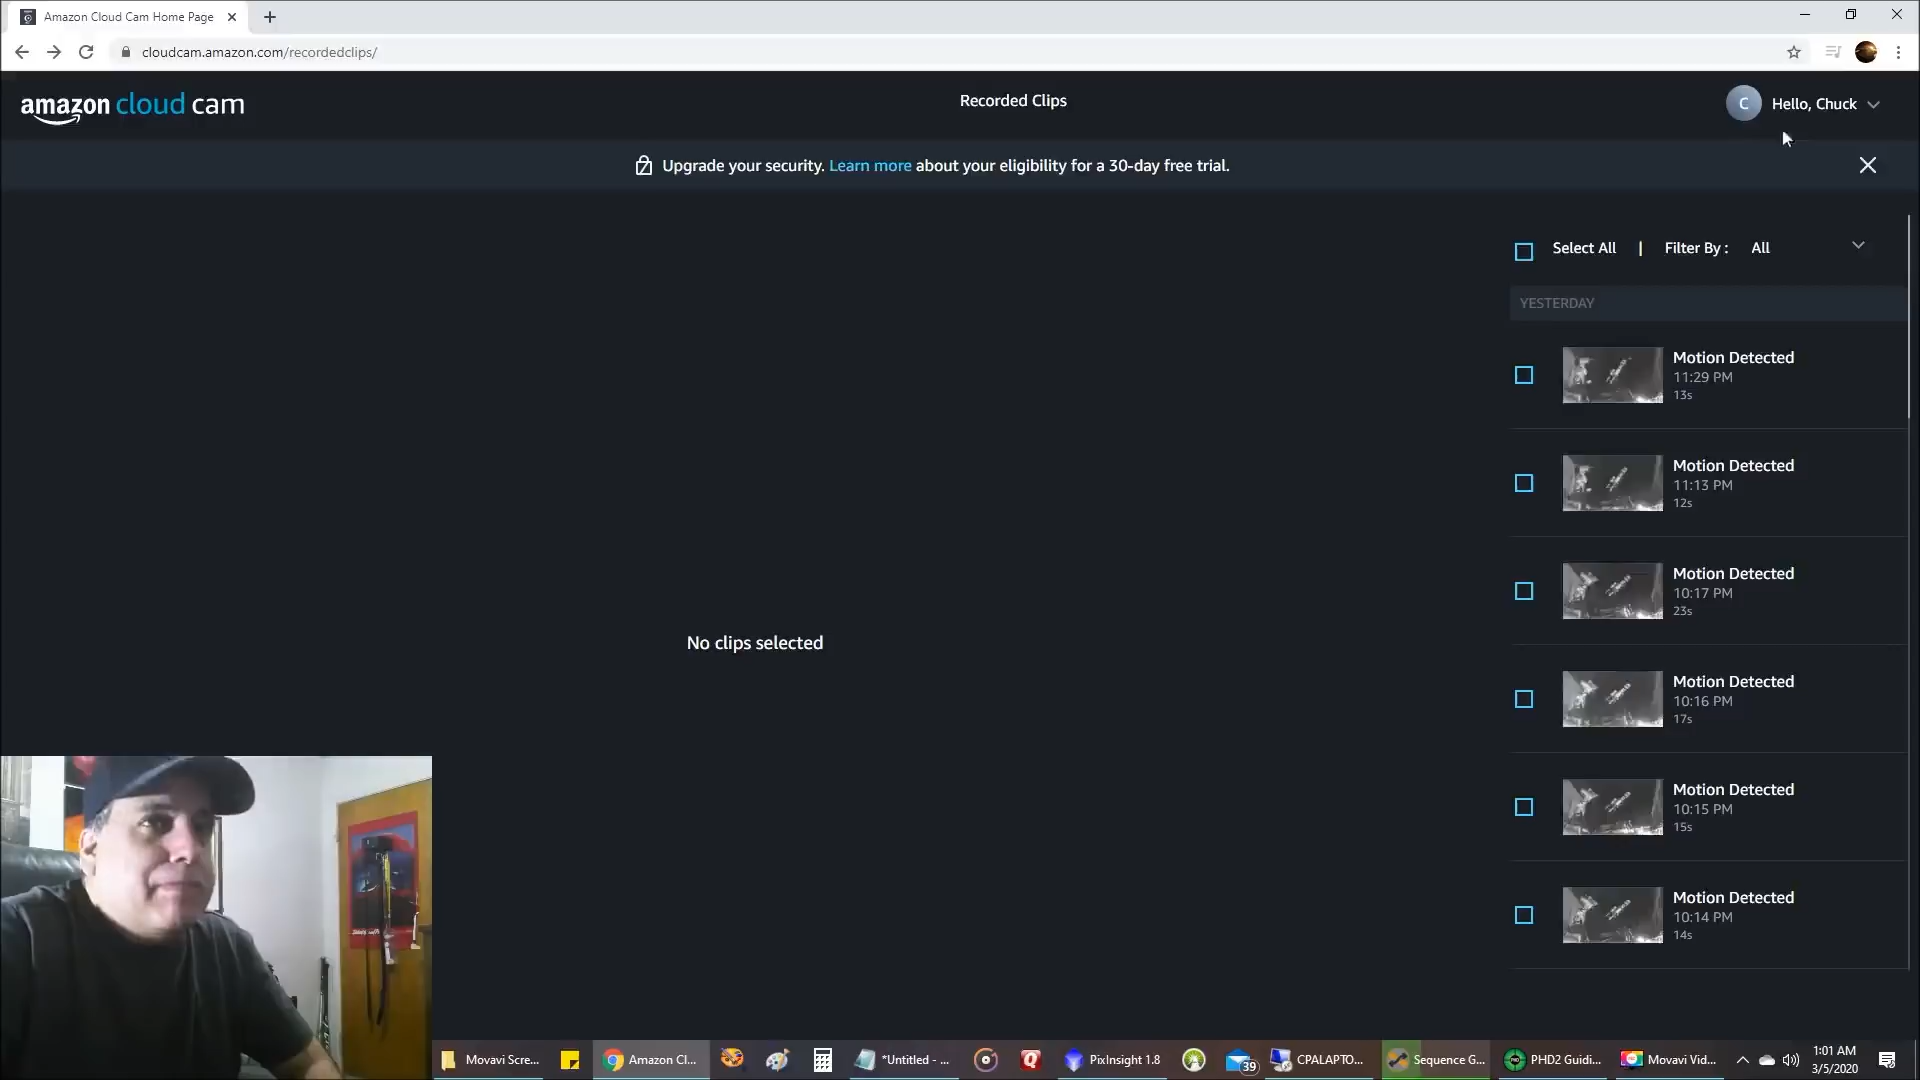 Amazon Cloud Cam Home Page
cloudcam.amazon.com/recordedclips/
amazon cloud cam
Recorded Clips
C
Hello, Chuck
Upgrade your security. Learn more about your eligibility for a 30-day free trial.
Select All | Filter By : All
YESTERDAY
Motion Detected
11:29 PM
13s
Motion Detected
11:13 PM
12s
Motion Detected
10:17 PM
23s
No clips selected
Motion Detected
10:16 PM
17s
Motion Detected
10:15 PM
15s
Motion Detected
10:14 PM
14s
Movavi Scre...
Amazon Cl...
*Untitled - ...
PixInsight 1.8
39
CPALAPTO...
Sequence G...
PHD2 Guidi...
Movavi Vid...
1:01 AM
3/5/2020